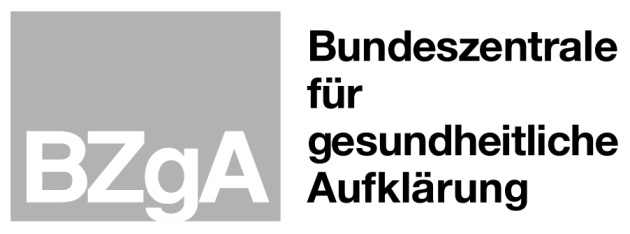 BZgA
Bundeszentrale
für
gesundheitliche
Aufklärung